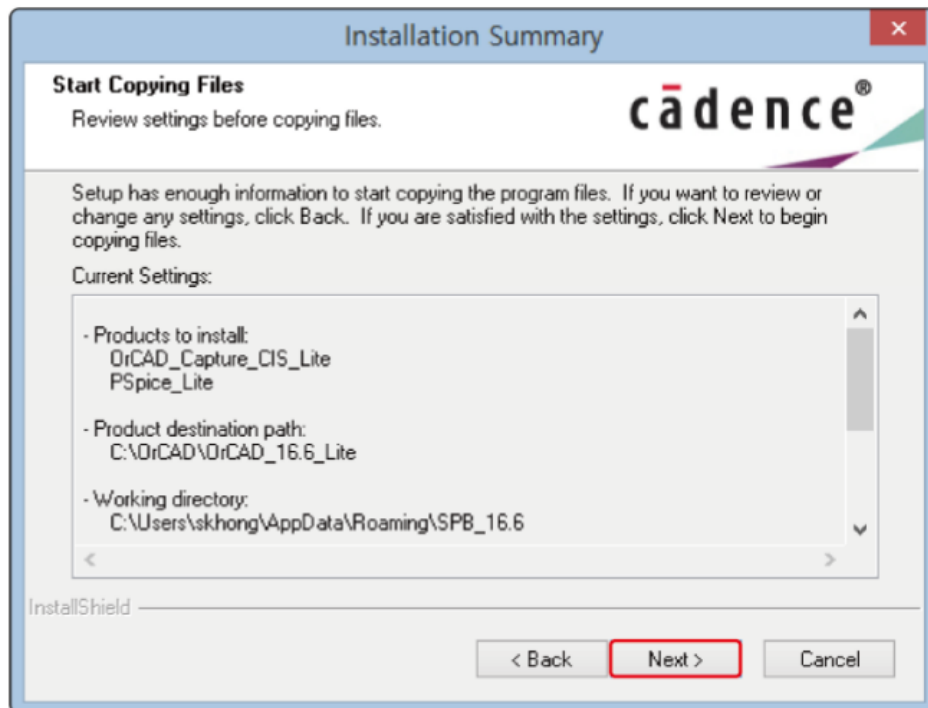 Installation Summary
Start Copying Files
Review settings before copying files.
cādence®
Setup has enough information to start copying the program files. If you want to review or
change any settings, click Back. If you are satisfied with the settings, click Next to begin
copying files.
Current Settings:
- Products to install:
OrCAD_Capture_CIS_Lite
PSpice_Lite
- Product destination path:
C:\OrCAD\OrCAD_16.6_Lite
- Working directory:
C:\Users\skhong\AppData\Roaming\SPB_16.6
InstallShield
< Back
Next >
Cancel